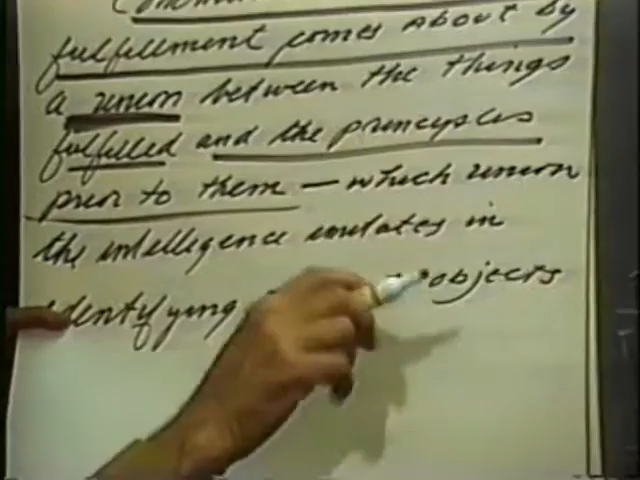 fulfillment comes about by
a union between the things
fulfilled and the principles
prior to them — which union
the intelligence imitates in
identifying objects